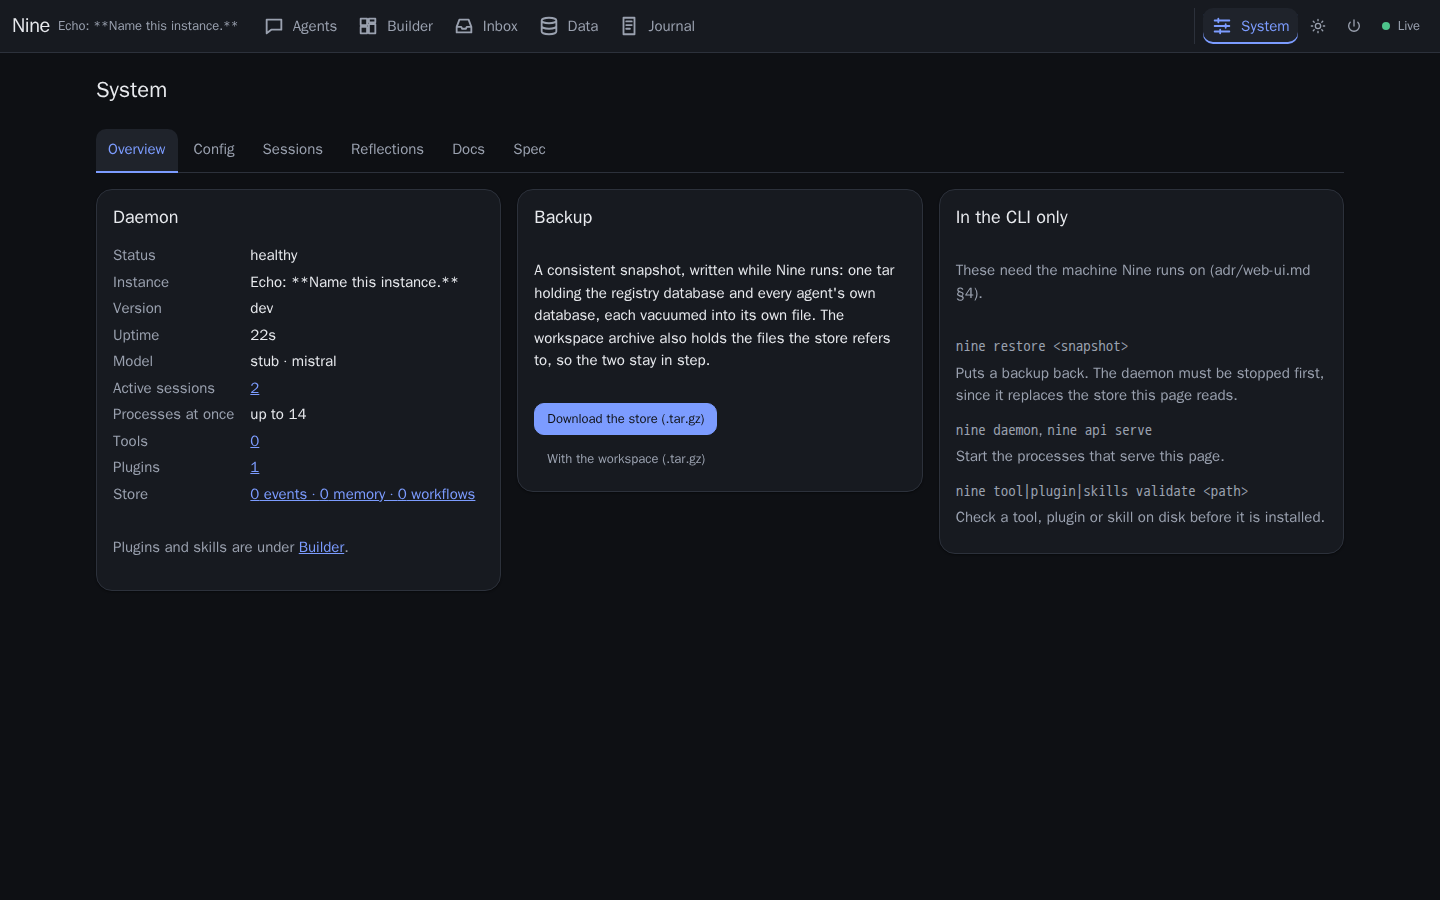 Nine Echo: **Name this instance.** Agents Builder Inbox Data Journal System Live
System
Overview Config Sessions Reflections Docs Spec
Daemon
Status healthy
Instance Echo: **Name this instance.**
Version dev
Uptime 22s
Model stub · mistral
Active sessions 2
Processes at once up to 14
Tools 0
Plugins 1
Store 0 events · 0 memory · 0 workflows
Plugins and skills are under Builder.
Backup
A consistent snapshot, written while Nine runs: one tar
holding the registry database and every agent's own
database, each vacuumed into its own file. The
workspace archive also holds the files the store refers
to, so the two stay in step.
Download the store (.tar.gz)
With the workspace (.tar.gz)
In the CLI only
These need the machine Nine runs on (adr/web-ui.md
§4).
nine restore <snapshot>
Puts a backup back. The daemon must be stopped first,
since it replaces the store this page reads.
nine daemon, nine api serve
Start the processes that serve this page.
nine tool|plugin|skills validate <path>
Check a tool, plugin or skill on disk before it is installed.